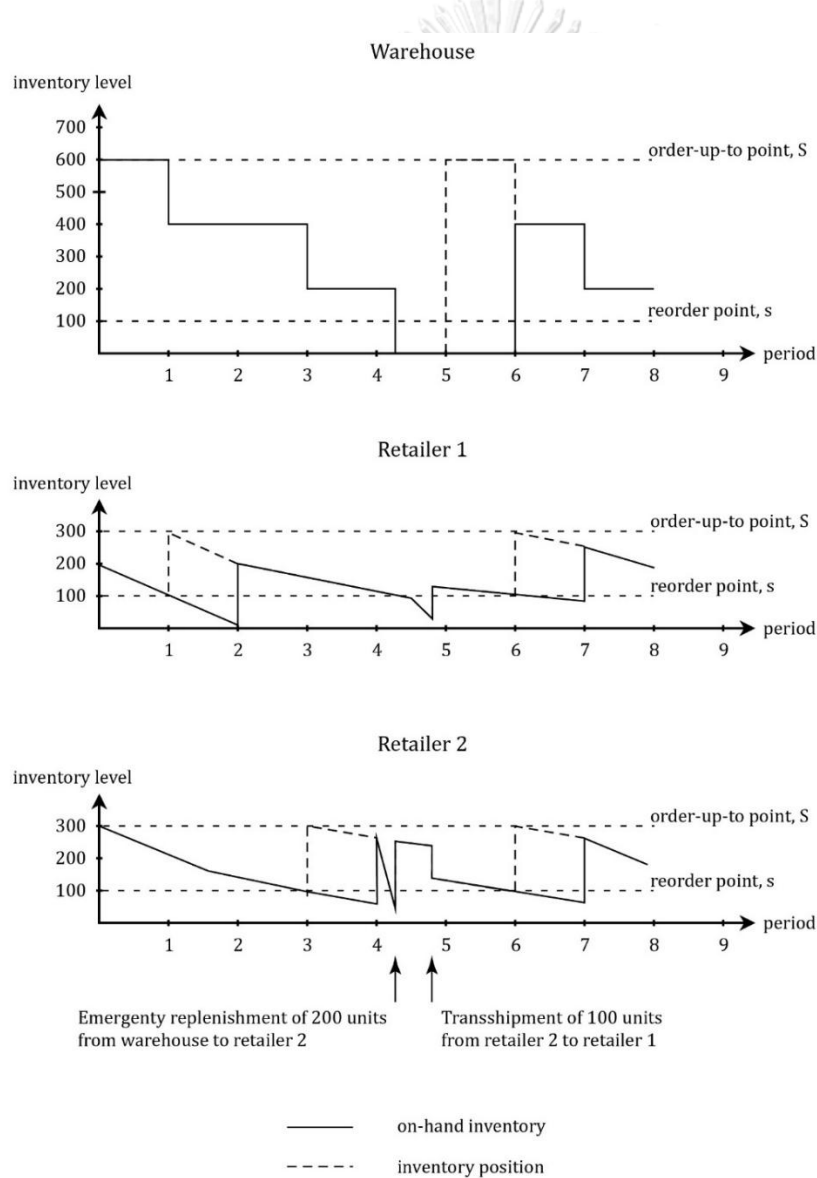 Warehouse
inventory level
700
600
order-up-to point, S
500
400
300
200
reorder point, s
100
period
1 2 3 4 5 6 7 8 9
Retailer 1
inventory level
300
order-up-to point, S
200
reorder point, s
100
period
1 2 3 4 5 6 7 8 9
Retailer 2
inventory level
300
order-up-to point, S
200
reorder point, s
100
period
1 2 3 4 5 6 7 8 9
Emergenty replenishment of 200 units
from warehouse to retailer 2
Transshipment of 100 units
from retailer 2 to retailer 1
on-hand inventory
inventory position